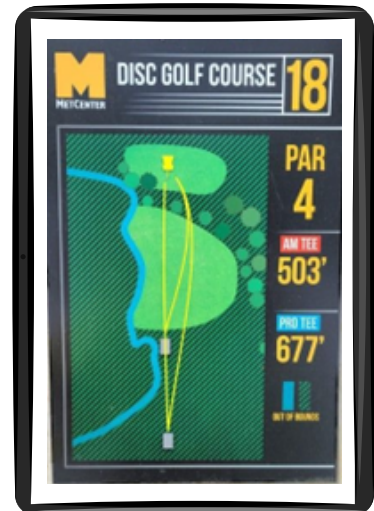 M
METCENTER
DISC GOLF COURSE
18
PAR
4
AM TEE
503'
PRO TEE
677'
OUT OF BOUNDS